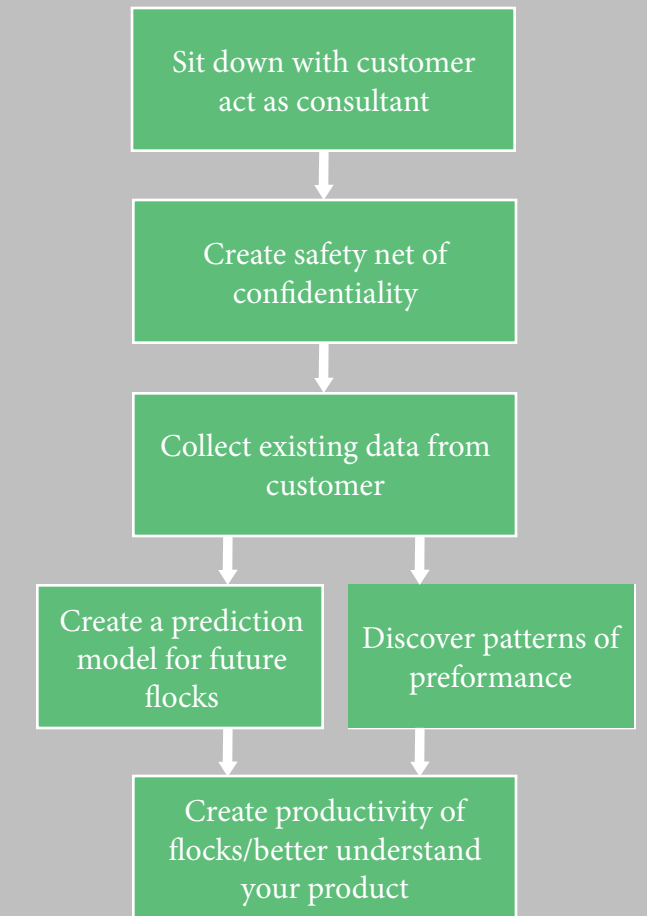 Sit down with customer
act as consultant
Create safety net of
confidentiality
Collect existing data from
customer
Create a prediction
model for future
flocks
Discover patterns of
preformance
Create productivity of
flocks/better understand
your product